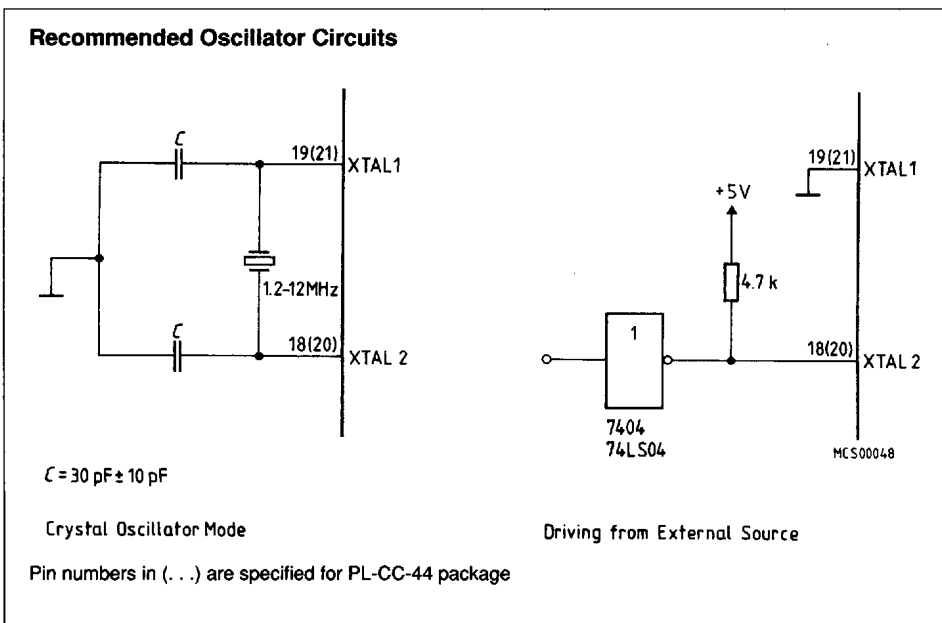 Recommended Oscillator Circuits
C
19(21)
XTAL1
1.2-12MHz
C
18(20)
XTAL 2
C = 30 pF ± 10 pF
Crystal Oscillator Mode
19(21)
XTAL1
+5V
4.7 k
1
18(20)
XTAL 2
7404
74LS04
MCS00048
Driving from External Source
Pin numbers in (. . .) are specified for PL-CC-44 package